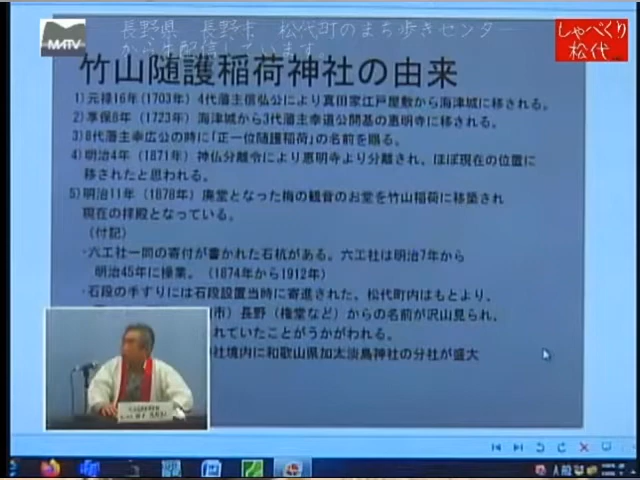 長野県 長野市 松代町のまち歩きセンター
から生配信しています。
MATV
しゃべくり
松代
竹山随護稲荷神社の由来
1)元禄16年(1703年) 4代藩主信弘公により真田家江戸屋敷から海津城に移される。
2)享保8年(1723年) 海津城から3代藩主幸道公開基の恵明寺に移される。
3)8代藩主幸広公の時に「正一位随護稲荷」の名前を賜る。
4)明治4年(1871年) 神仏分離令により恵明寺より分離され、ほぼ現在の位置に
移されたと思われる。
5)明治11年(1878年) 廃堂となった梅の観音のお堂を竹山稲荷に移築され
現在の拝殿となっている。
(付記)
・六工社一同の寄付が書かれた石杭がある。六工社は明治7年から
明治45年に操業。(1874年から1912年)
・石段の手すりには石段設置当時に寄進された、松代町内はもとより、
市)長野(権堂など)からの名前が沢山見られ、
れていたことがうかがわれる。
社境内に和歌山県加太淡島神社の分社が盛大